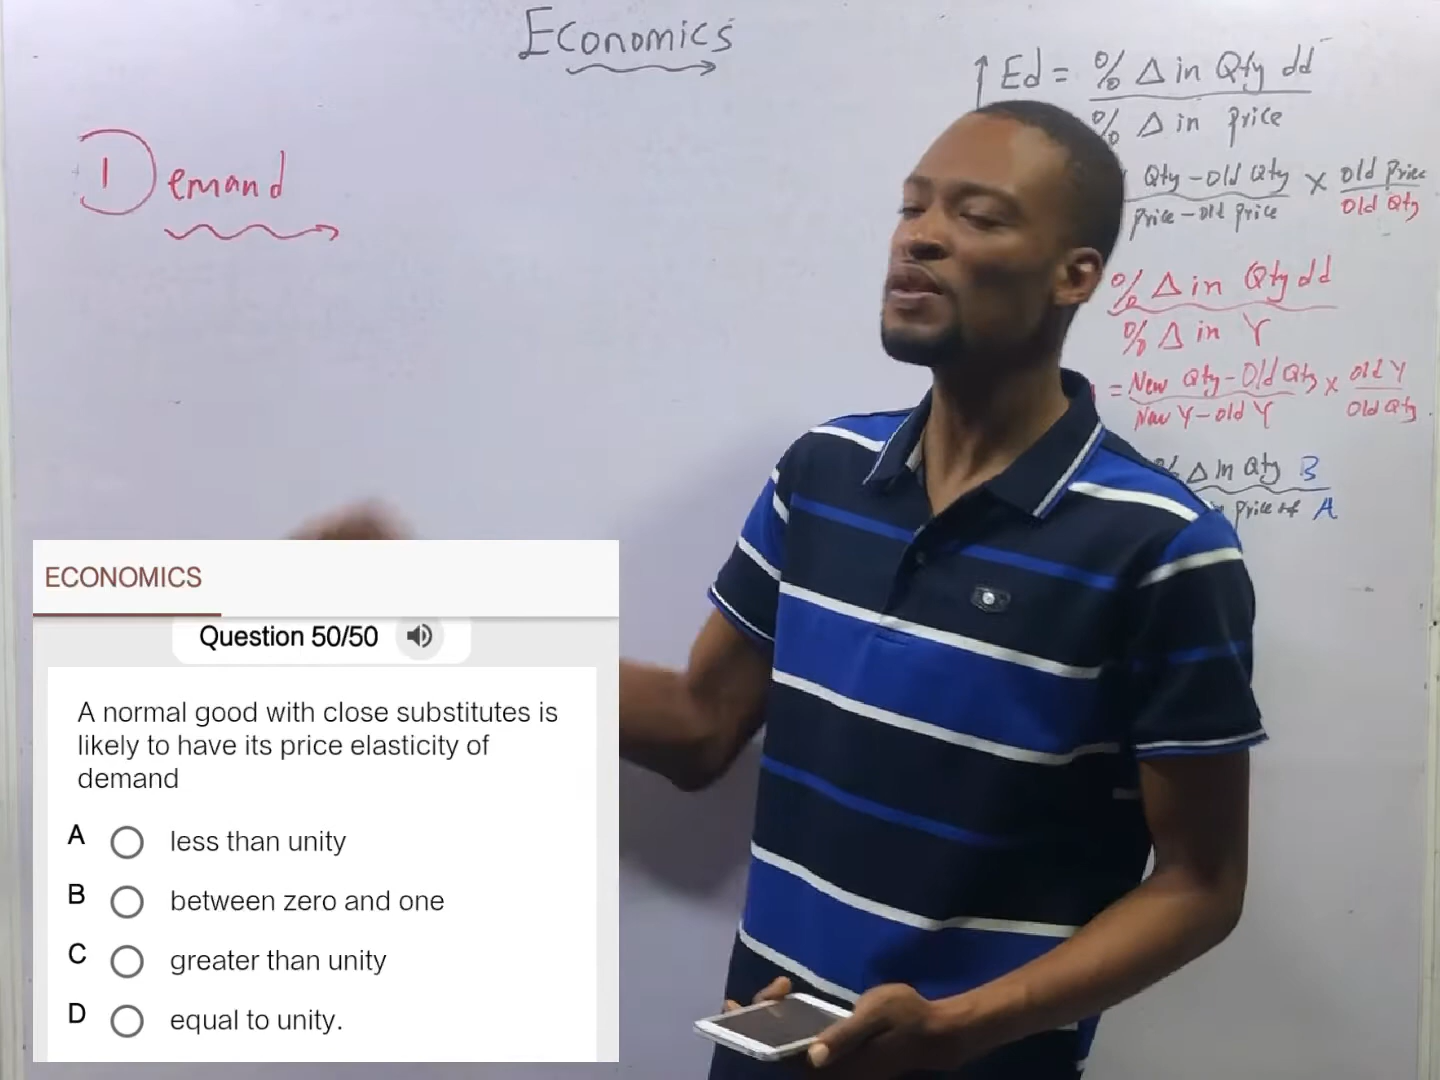 Economics
Demand
Ed = % Δ in Qty dd
% Δ in price
Qty - Old Qty × Old Price
Price - Old Price Old Qty
% Δ in Qty dd
% Δ in Y
= New Qty - Old Qty × Old Y
New Y - Old Y Old Qty
% Δ in Qty B
Price of A
ECONOMICS
Question 50/50
A normal good with close substitutes is
likely to have its price elasticity of
demand
A less than unity
B between zero and one
C greater than unity
D equal to unity.